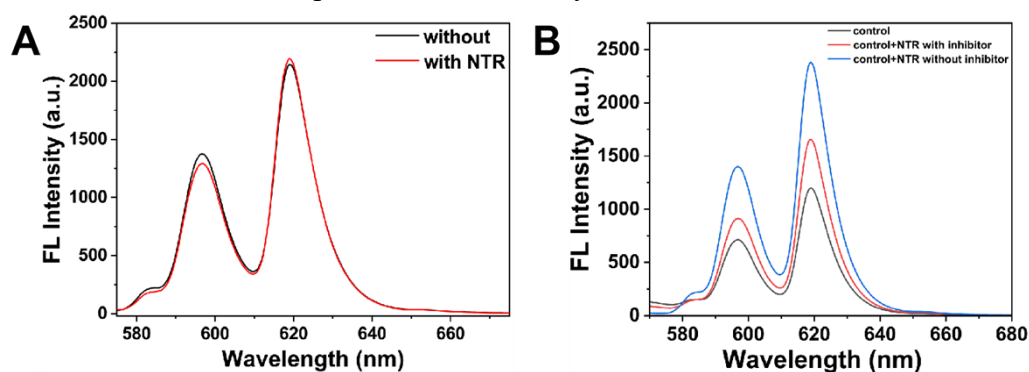 A
2500
2000
1500
1000
500
0
FL Intensity (a.u.)
without
with NTR
580
600
620
640
660
Wavelength (nm)
B
2500
2000
1500
1000
500
0
FL Intensity (a.u.)
control
control+NTR with inhibitor
control+NTR without inhibitor
580
600
620
640
660
680
Wavelength (nm)